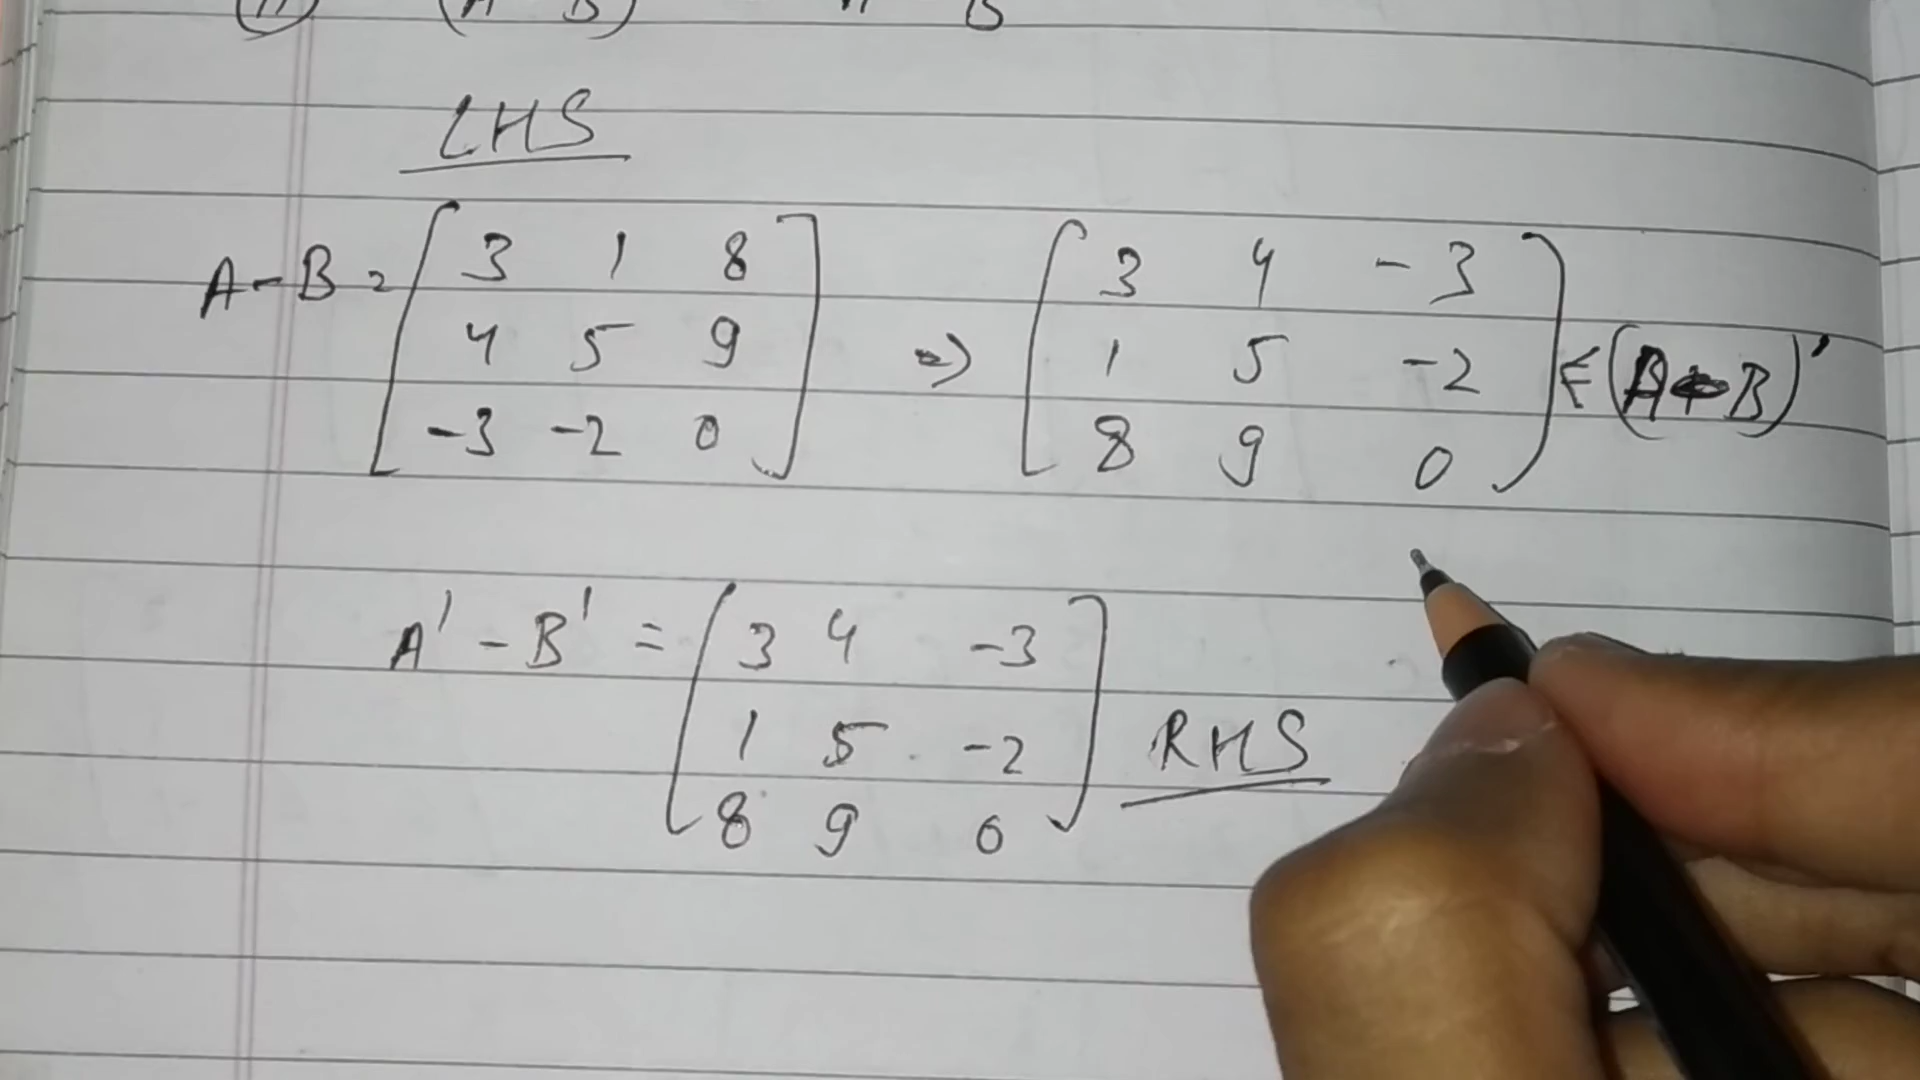 (ii) (A - B) A B
LHS
A - B = [ 3 1 8 ⇒ [ 3 4 -3 ]
4 5 9 1 5 -2 ∈ (A - B)'
-3 -2 0 ] 8 9 0
A' - B' = [ 3 4 -3 ]
1 5 -2 RHS
8 9 0